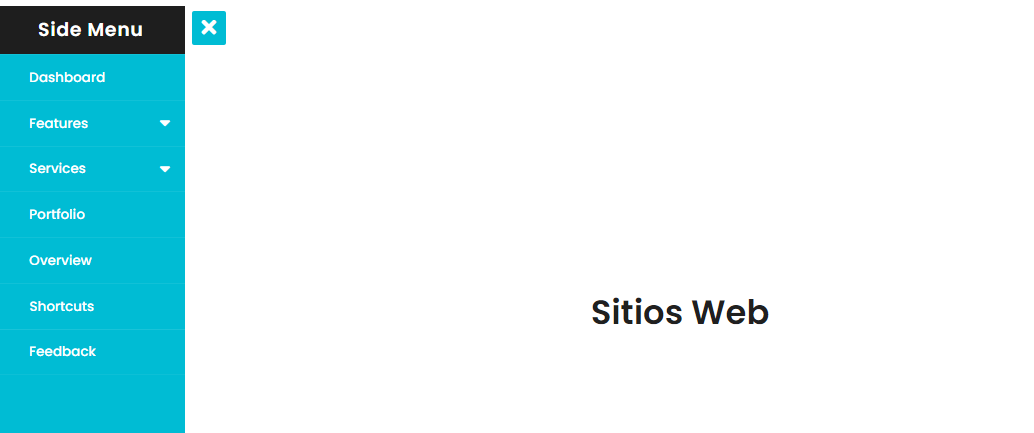 Side Menu
Dashboard
Features
Services
Portfolio
Overview
Shortcuts
Feedback
Sitios Web